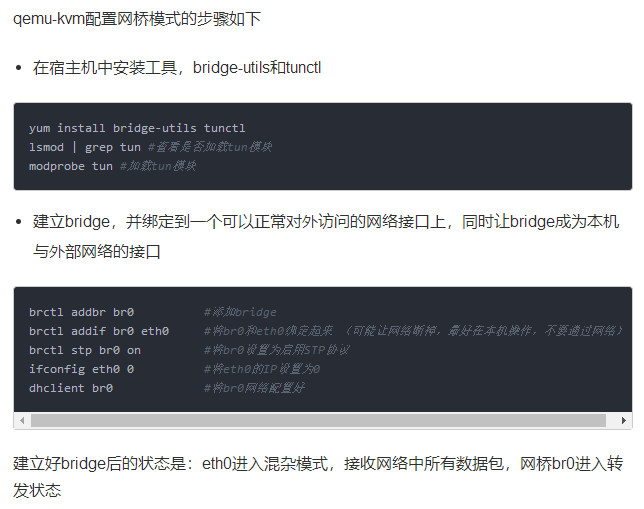 qemu-kvm配置网桥模式的步骤如下
在宿主机中安装工具，bridge-utils和tunctl
yum install bridge-utils tunctl
lsmod | grep tun #查看是否加载tun模块
modprobe tun #加载tun模块
建立bridge，并绑定到一个可以正常对外访问的网络接口上，同时让bridge成为本机
与外部网络的接口
brctl addbr br0 #添加bridge
brctl addif br0 eth0 #将br0和eth0绑定起来 （可能让网络断掉，最好在本机操作，不要通过网络）
brctl stp br0 on #将br0设置为启用STP协议
ifconfig eth0 0 #将eth0的IP设置为0
dhclient br0 #将br0网络配置好
建立好bridge后的状态是：eth0进入混杂模式，接收网络中所有数据包，网桥br0进入转
发状态